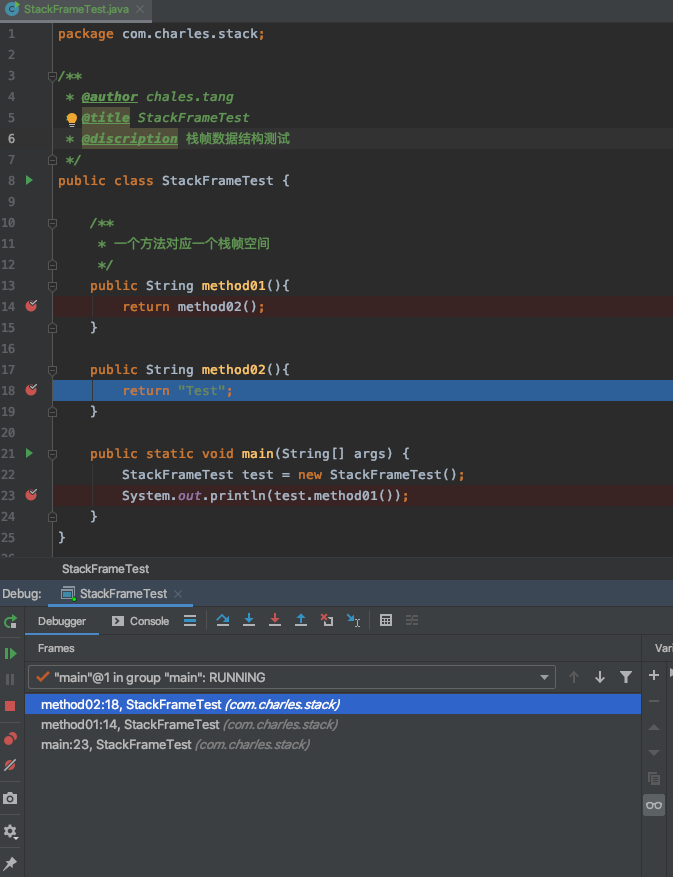 StackFrameTest.java
1 package com.charles.stack;
2
3 /**
4 * @author chales.tang
5 * @title StackFrameTest
6 * @discription 栈帧数据结构测试
7 */
8 public class StackFrameTest {
9
10 /**
11 * 一个方法对应一个栈帧空间
12 */
13 public String method01(){
14 return method02();
15 }
16
17 public String method02(){
18 return "Test";
19 }
20
21 public static void main(String[] args) {
22 StackFrameTest test = new StackFrameTest();
23 System.out.println(test.method01());
24 }
25 }
26
StackFrameTest
Debug: StackFrameTest
Debugger Console
Frames Vari
"main"@1 in group "main": RUNNING
method02:18, StackFrameTest (com.charles.stack)
method01:14, StackFrameTest (com.charles.stack)
main:23, StackFrameTest (com.charles.stack)